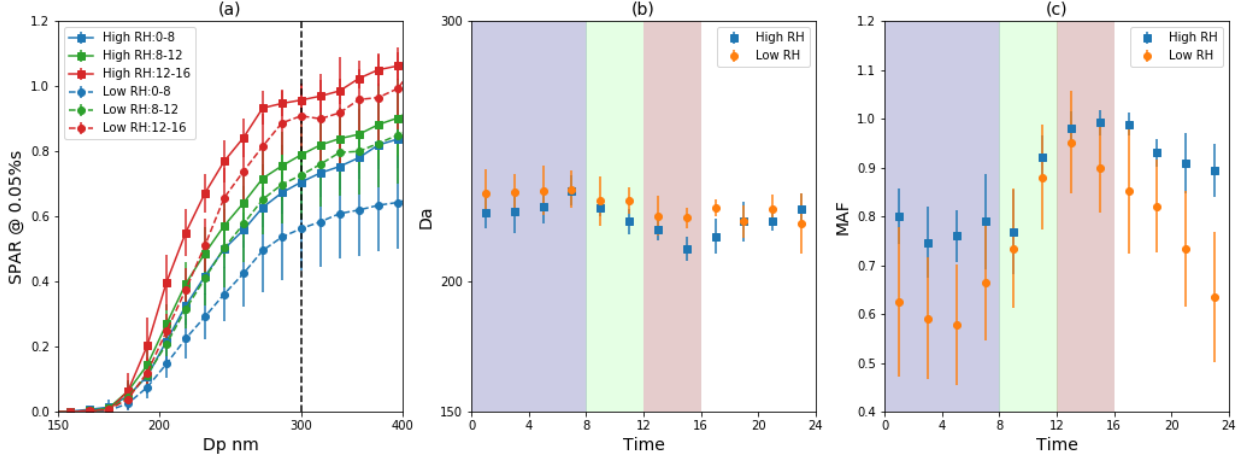 (a)
SPAR @ 0.05%s
1.2
1.0
0.8
0.6
0.4
0.2
0.0
High RH:0-8
High RH:8-12
High RH:12-16
Low RH:0-8
Low RH:8-12
Low RH:12-16
150
200
300
400
Dp nm
(b)
Da
300
200
150
High RH
Low RH
0
4
8
12
16
20
24
Time
(c)
MAF
1.2
1.1
1.0
0.9
0.8
0.7
0.6
0.5
0.4
High RH
Low RH
0
4
8
12
16
20
24
Time